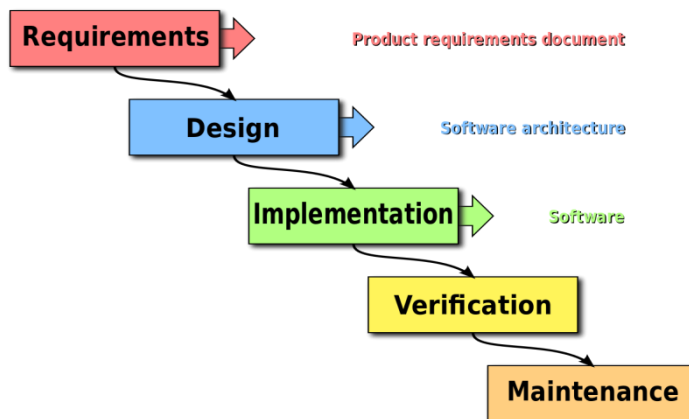 Requirements
Product requirements document
Design
Software architecture
Implementation
Software
Verification
Maintenance